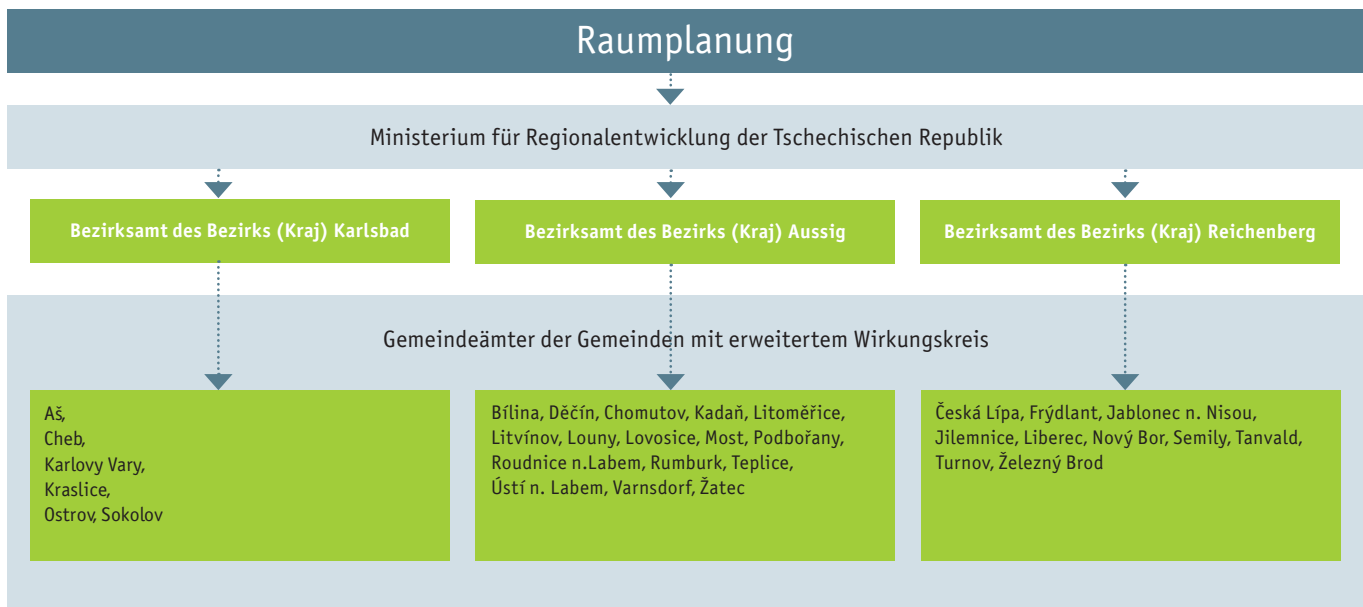 Raumplanung
Ministerium für Regionalentwicklung der Tschechischen Republik
Bezirksamt des Bezirks (Kraj) Karlsbad
Bezirksamt des Bezirks (Kraj) Aussig
Bezirksamt des Bezirks (Kraj) Reichenberg
Gemeindeämter der Gemeinden mit erweitertem Wirkungskreis
Aš,
Cheb,
Karlovy Vary,
Kraslice,
Ostrov, Sokolov
Bílina, Děčín, Chomutov, Kadaň, Litoměřice,
Litvínov, Louny, Lovosice, Most, Podbořany,
Roudnice n.Labem, Rumburk, Teplice,
Ústí n. Labem, Varnsdorf, Žatec
Česká Lípa, Frýdlant, Jablonec n. Nisou,
Jilemnice, Liberec, Nový Bor, Semily, Tanvald,
Turnov, Železný Brod